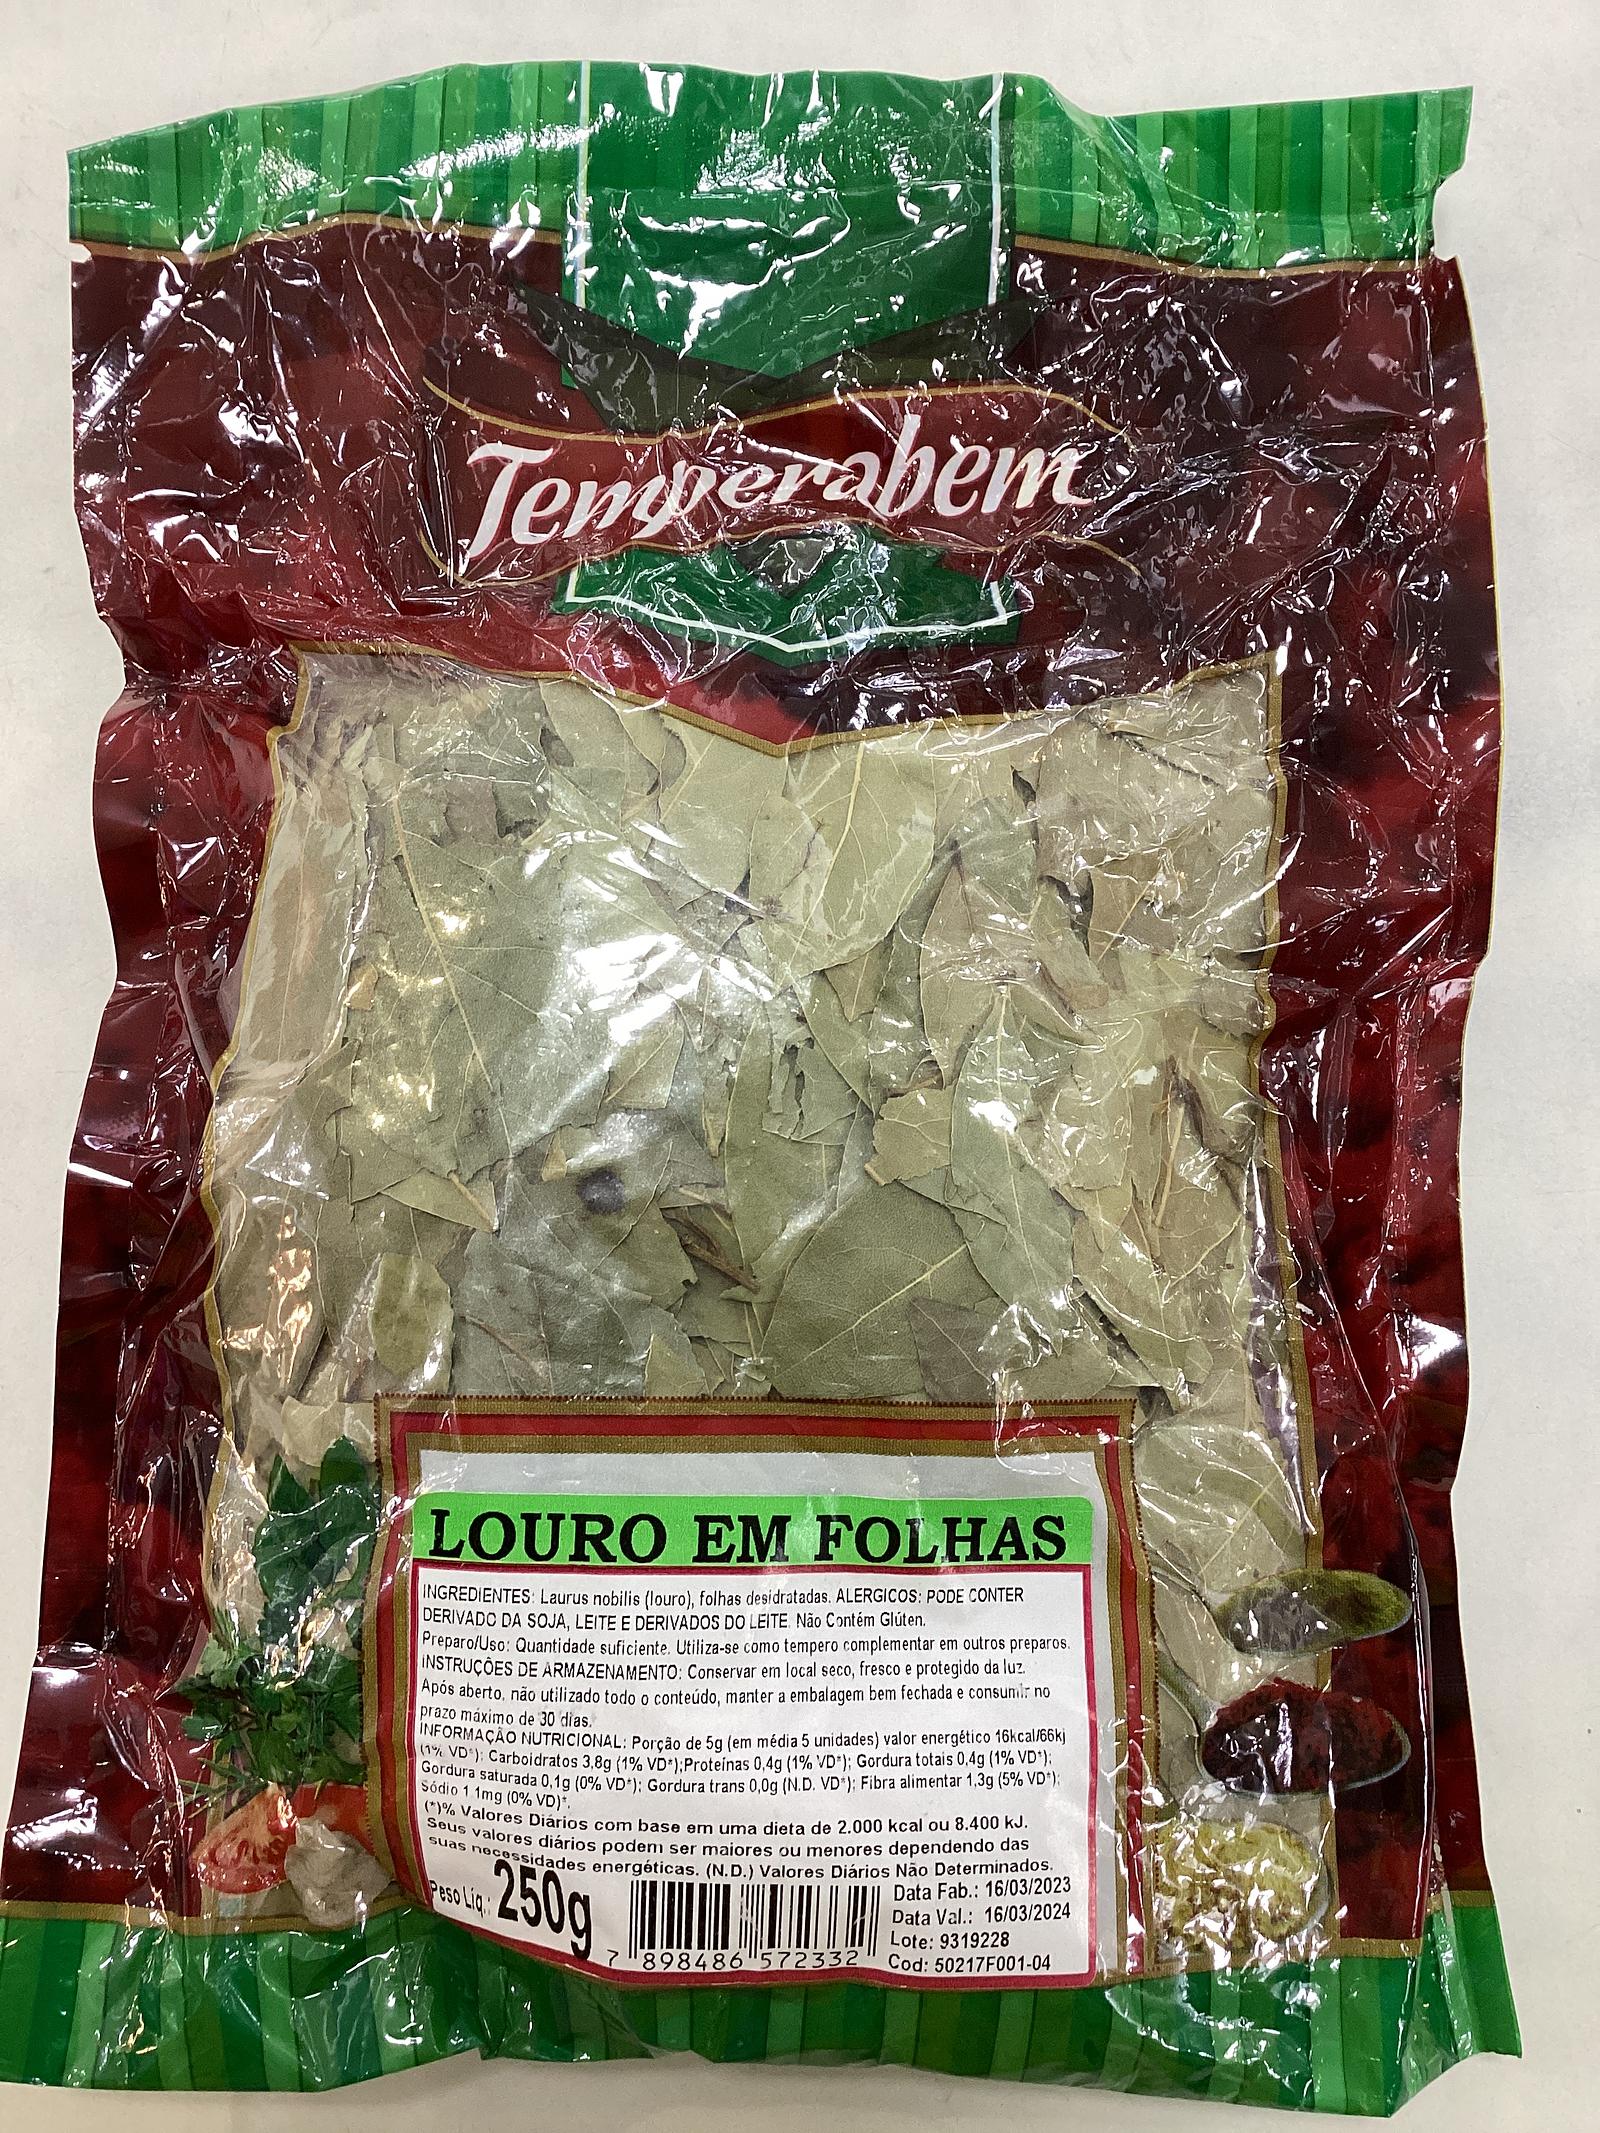 Temperabem
LOURO EM FOLHAS
INGREDIENTES: Laurus nobilis (louro), folhas desidratadas. ALERGICOS: PODE CONTER
DERIVADO DA SOJA, LEITE E DERIVADOS DO LEITE. Não Contém Glúten.
Preparo/Uso: Quantidade suficiente. Utiliza-se como tempero complementar em outros preparos.
INSTRUÇÕES DE ARMAZENAMENTO: Conservar em local seco, fresco e protegido da luz.
Após aberto, não utilizado todo o conteúdo, manter a embalagem bem fechada e consumir no
prazo máximo de 30 dias.
INFORMAÇÃO NUTRICIONAL: Porção de 5g (em média 5 unidades) valor energético 16kcal/66kj
(1% VD*); Carboidratos 3,8g (1% VD*);Proteínas 0,4g (1% VD*); Gordura totais 0,4g (1% VD*);
Gordura saturada 0,1g (0% VD*); Gordura trans 0,0g (N.D. VD*); Fibra alimentar 1,3g (5% VD*);
Sódio 1,1mg (0% VD)*.
(*)% Valores Diários com base em uma dieta de 2.000 kcal ou 8.400 kJ.
Seus valores diários podem ser maiores ou menores dependendo das
suas necessidades energéticas. (N.D.) Valores Diários Não Determinados.
Peso Líq.: 250g
7 898486 572332
Data Fab.: 16/03/2023
Data Val.: 16/03/2024
Lote: 9319228
Cod: 50217F001-04